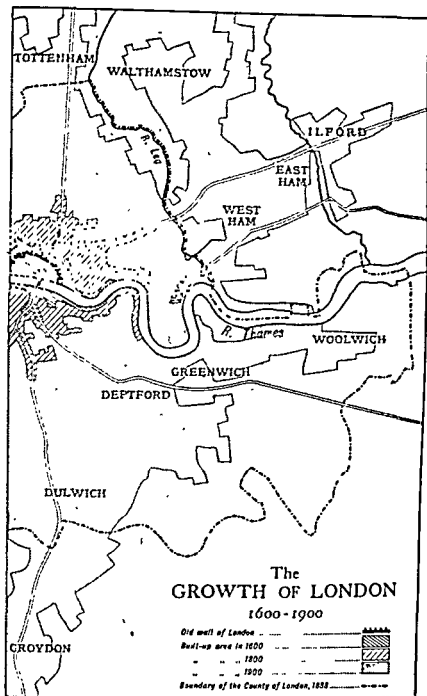 TOTTENHAM
WALTHAMSTOW
R. Lea
ILFORD
EAST
HAM
WEST
HAM
R. Thames
WOOLWICH
GREENWICH
DEPTFORD
DULWICH
CROYDON
The
GROWTH OF LONDON
1600-1900
Old wall of London
Built-up area in 1600
" " " 1800
" " " 1900
Boundary of the County of London,